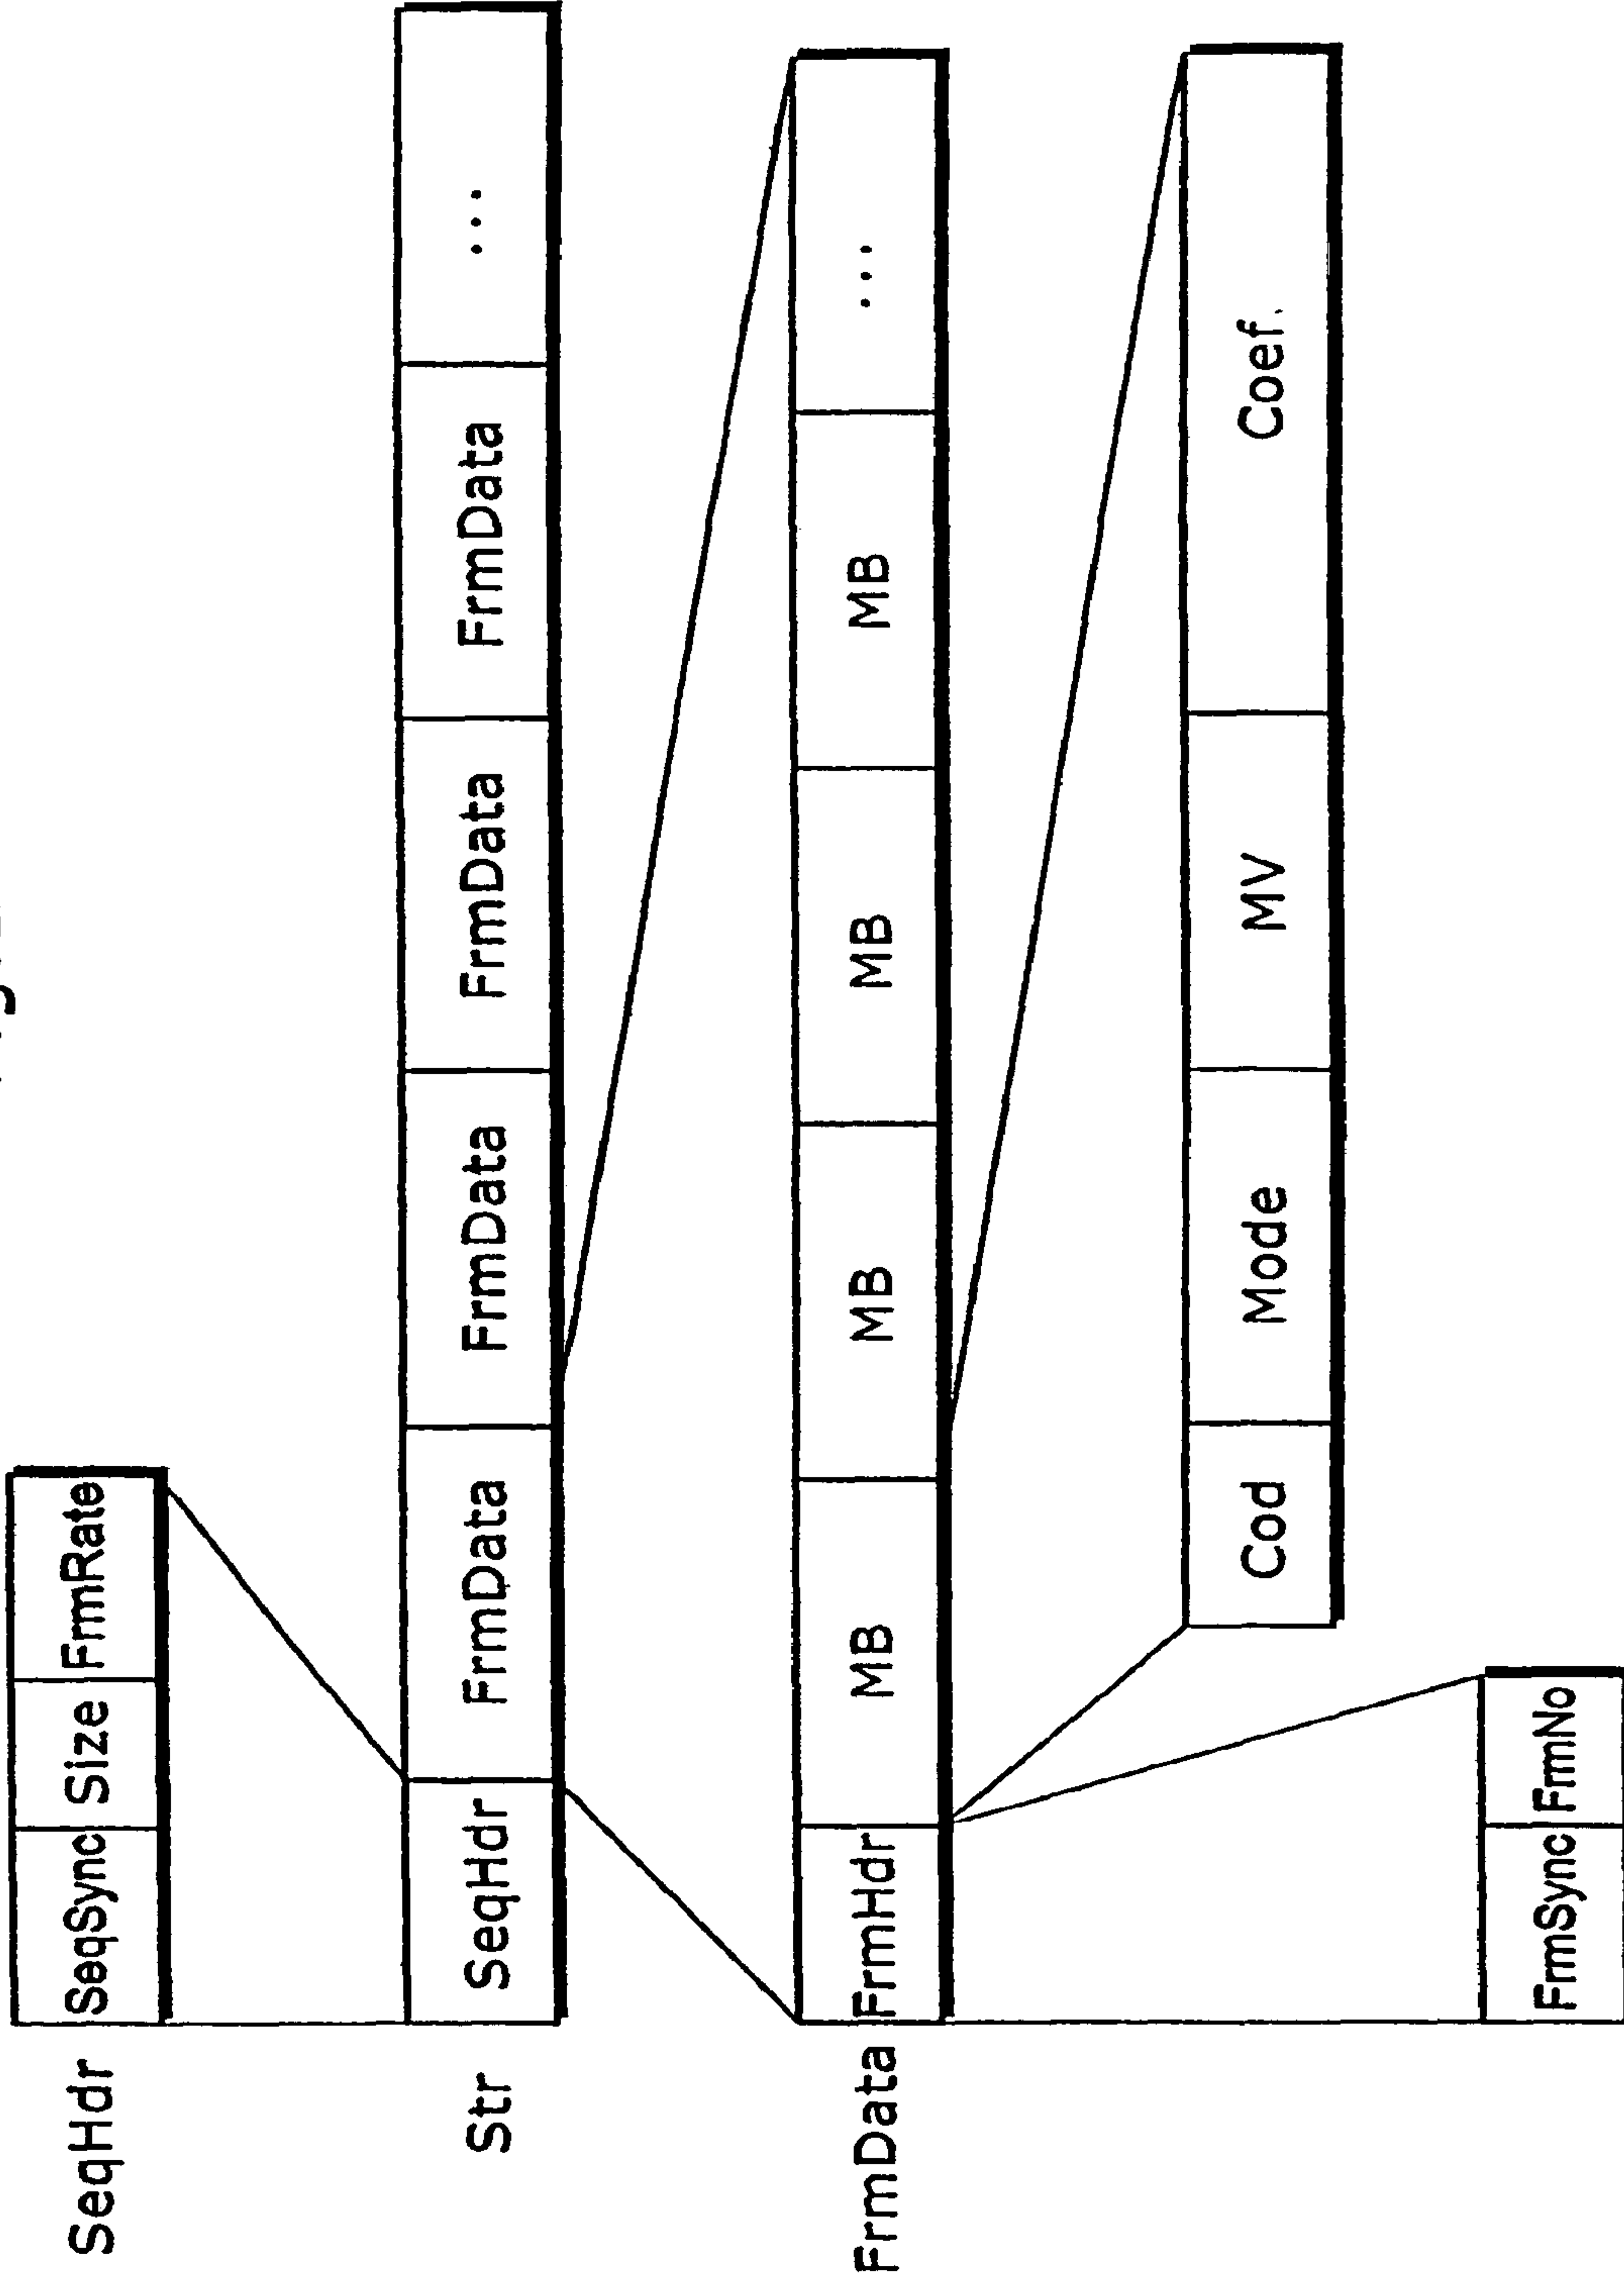 SeqHdr SeqSync Size FrmRate
Str SeqHdr FrmData FrmData FrmData FrmData ...
FrmData FrmHdr MB MB MB MB ...
Cod Mode MV Coef.
FrmSync FrmNo